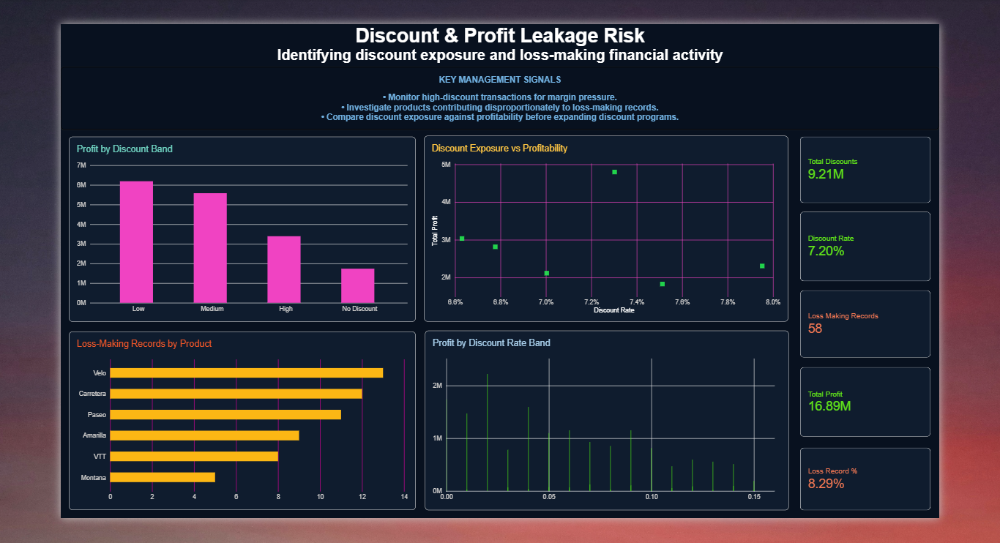 Discount & Profit Leakage Risk
Identifying discount exposure and loss-making financial activity
KEY MANAGEMENT SIGNALS
• Monitor high-discount transactions for margin pressure.
• Investigate products contributing disproportionately to loss-making records.
• Compare discount exposure against profitability before expanding discount programs.
Profit by Discount Band
7M
6M
5M
4M
3M
2M
1M
0M
Low Medium High No Discount
Discount Exposure vs Profitability
Total Profit
5M
4M
3M
2M
6.6% 6.8% 7.0% 7.2% 7.4% 7.6% 7.8% 8.0%
Discount Rate
Total Discounts
9.21M
Discount Rate
7.20%
Loss Making Records
58
Total Profit
16.89M
Loss Record %
8.29%
Loss-Making Records by Product
Velo
Carretera
Paseo
Amarilla
VTT
Montana
0 2 4 6 8 10 12 14
Profit by Discount Rate Band
2M
1M
0M
0.00 0.05 0.10 0.15